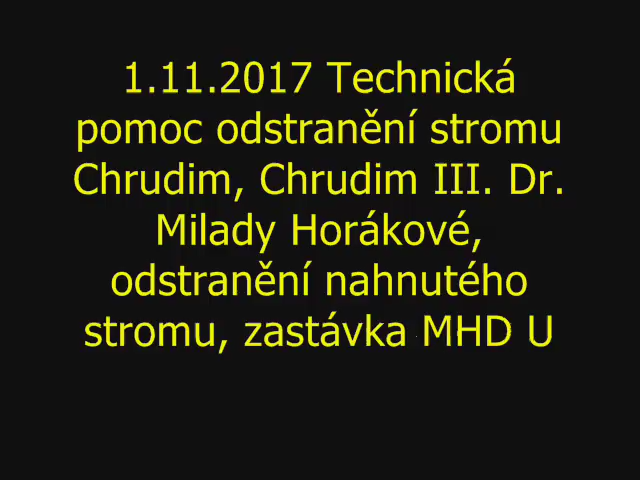 1.11.2017 Technická
pomoc odstranění stromu
Chrudim, Chrudim III. Dr.
Milady Horákové,
odstranění nahnutého
stromu, zastávka MHD U